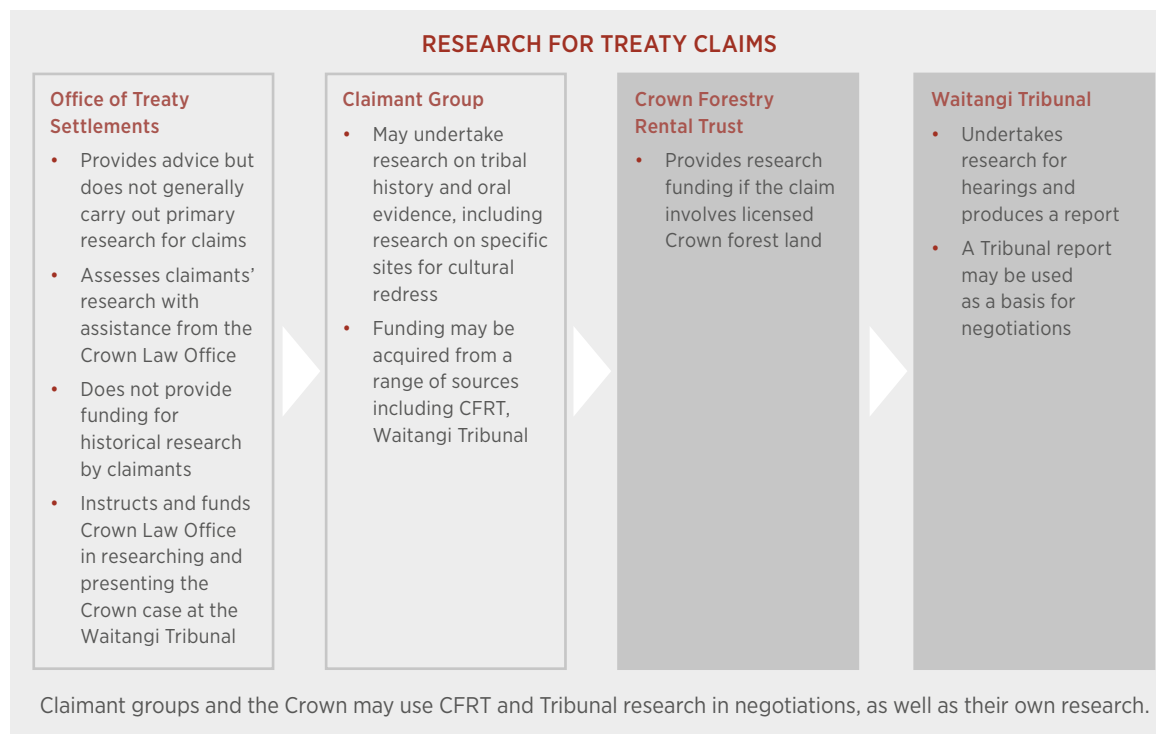 RESEARCH FOR TREATY CLAIMS
Office of Treaty
Settlements
• Provides advice but
does not generally
carry out primary
research for claims
• Assesses claimants’
research with
assistance from the
Crown Law Office
• Does not provide
funding for
historical research
by claimants
• Instructs and funds
Crown Law Office
in researching and
presenting the
Crown case at the
Waitangi Tribunal
Claimant Group
• May undertake
research on tribal
history and oral
evidence, including
research on specific
sites for cultural
redress
• Funding may be
acquired from a
range of sources
including CFRT,
Waitangi Tribunal
Crown Forestry
Rental Trust
• Provides research
funding if the claim
involves licensed
Crown forest land
Waitangi Tribunal
• Undertakes
research for
hearings and
produces a report
• A Tribunal report
may be used
as a basis for
negotiations
Claimant groups and the Crown may use CFRT and Tribunal research in negotiations, as well as their own research.